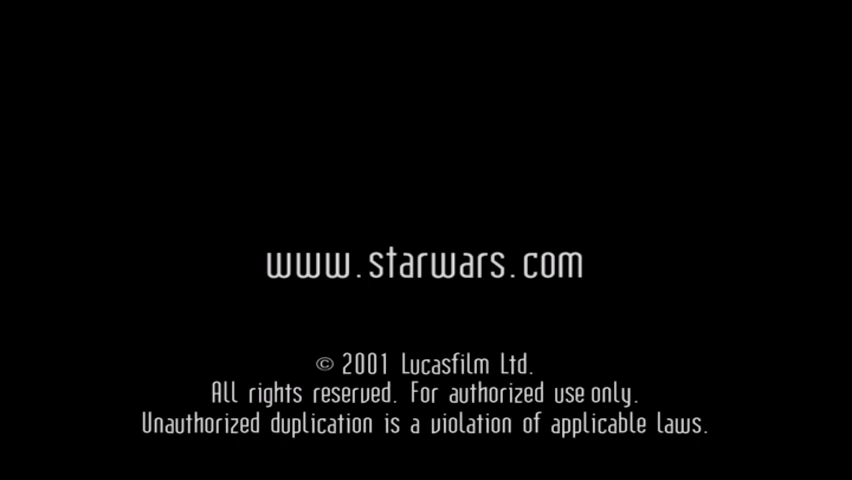 www.starwars.com
© 2001 Lucasfilm Ltd.
All rights reserved. For authorized use only.
Unauthorized duplication is a violation of applicable laws.